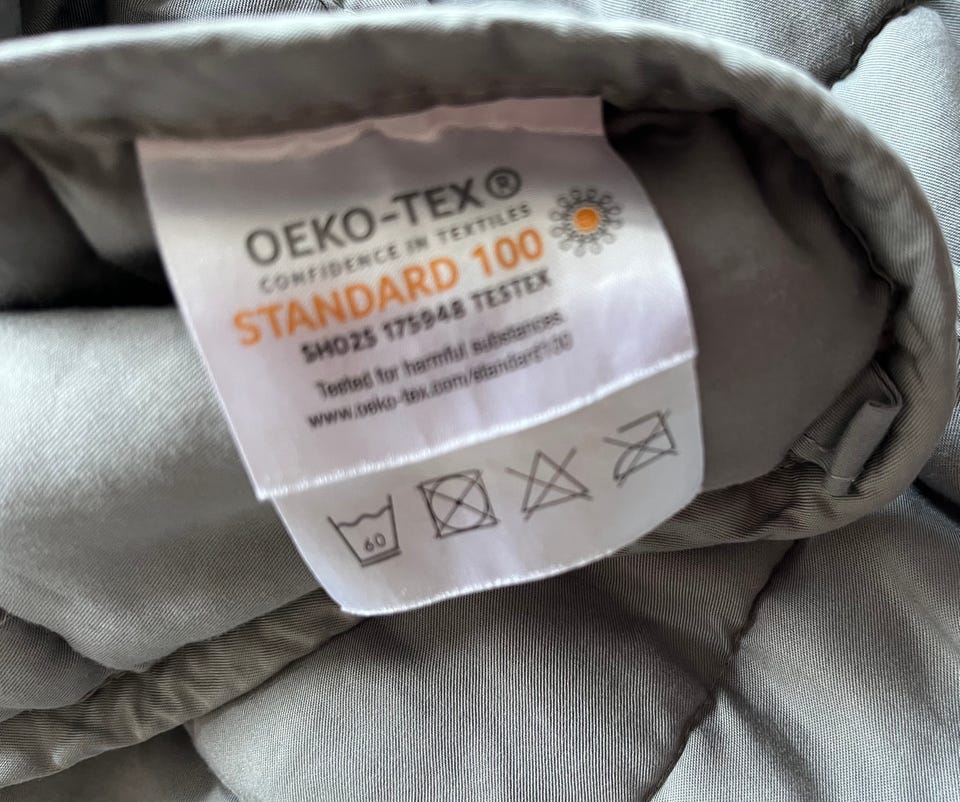 OEKO-TEX®
CONFIDENCE IN TEXTILES
STANDARD 100
SH025 175948 TESTEX
Tested for harmful substances
www.oeko-tex.com/standard100
60